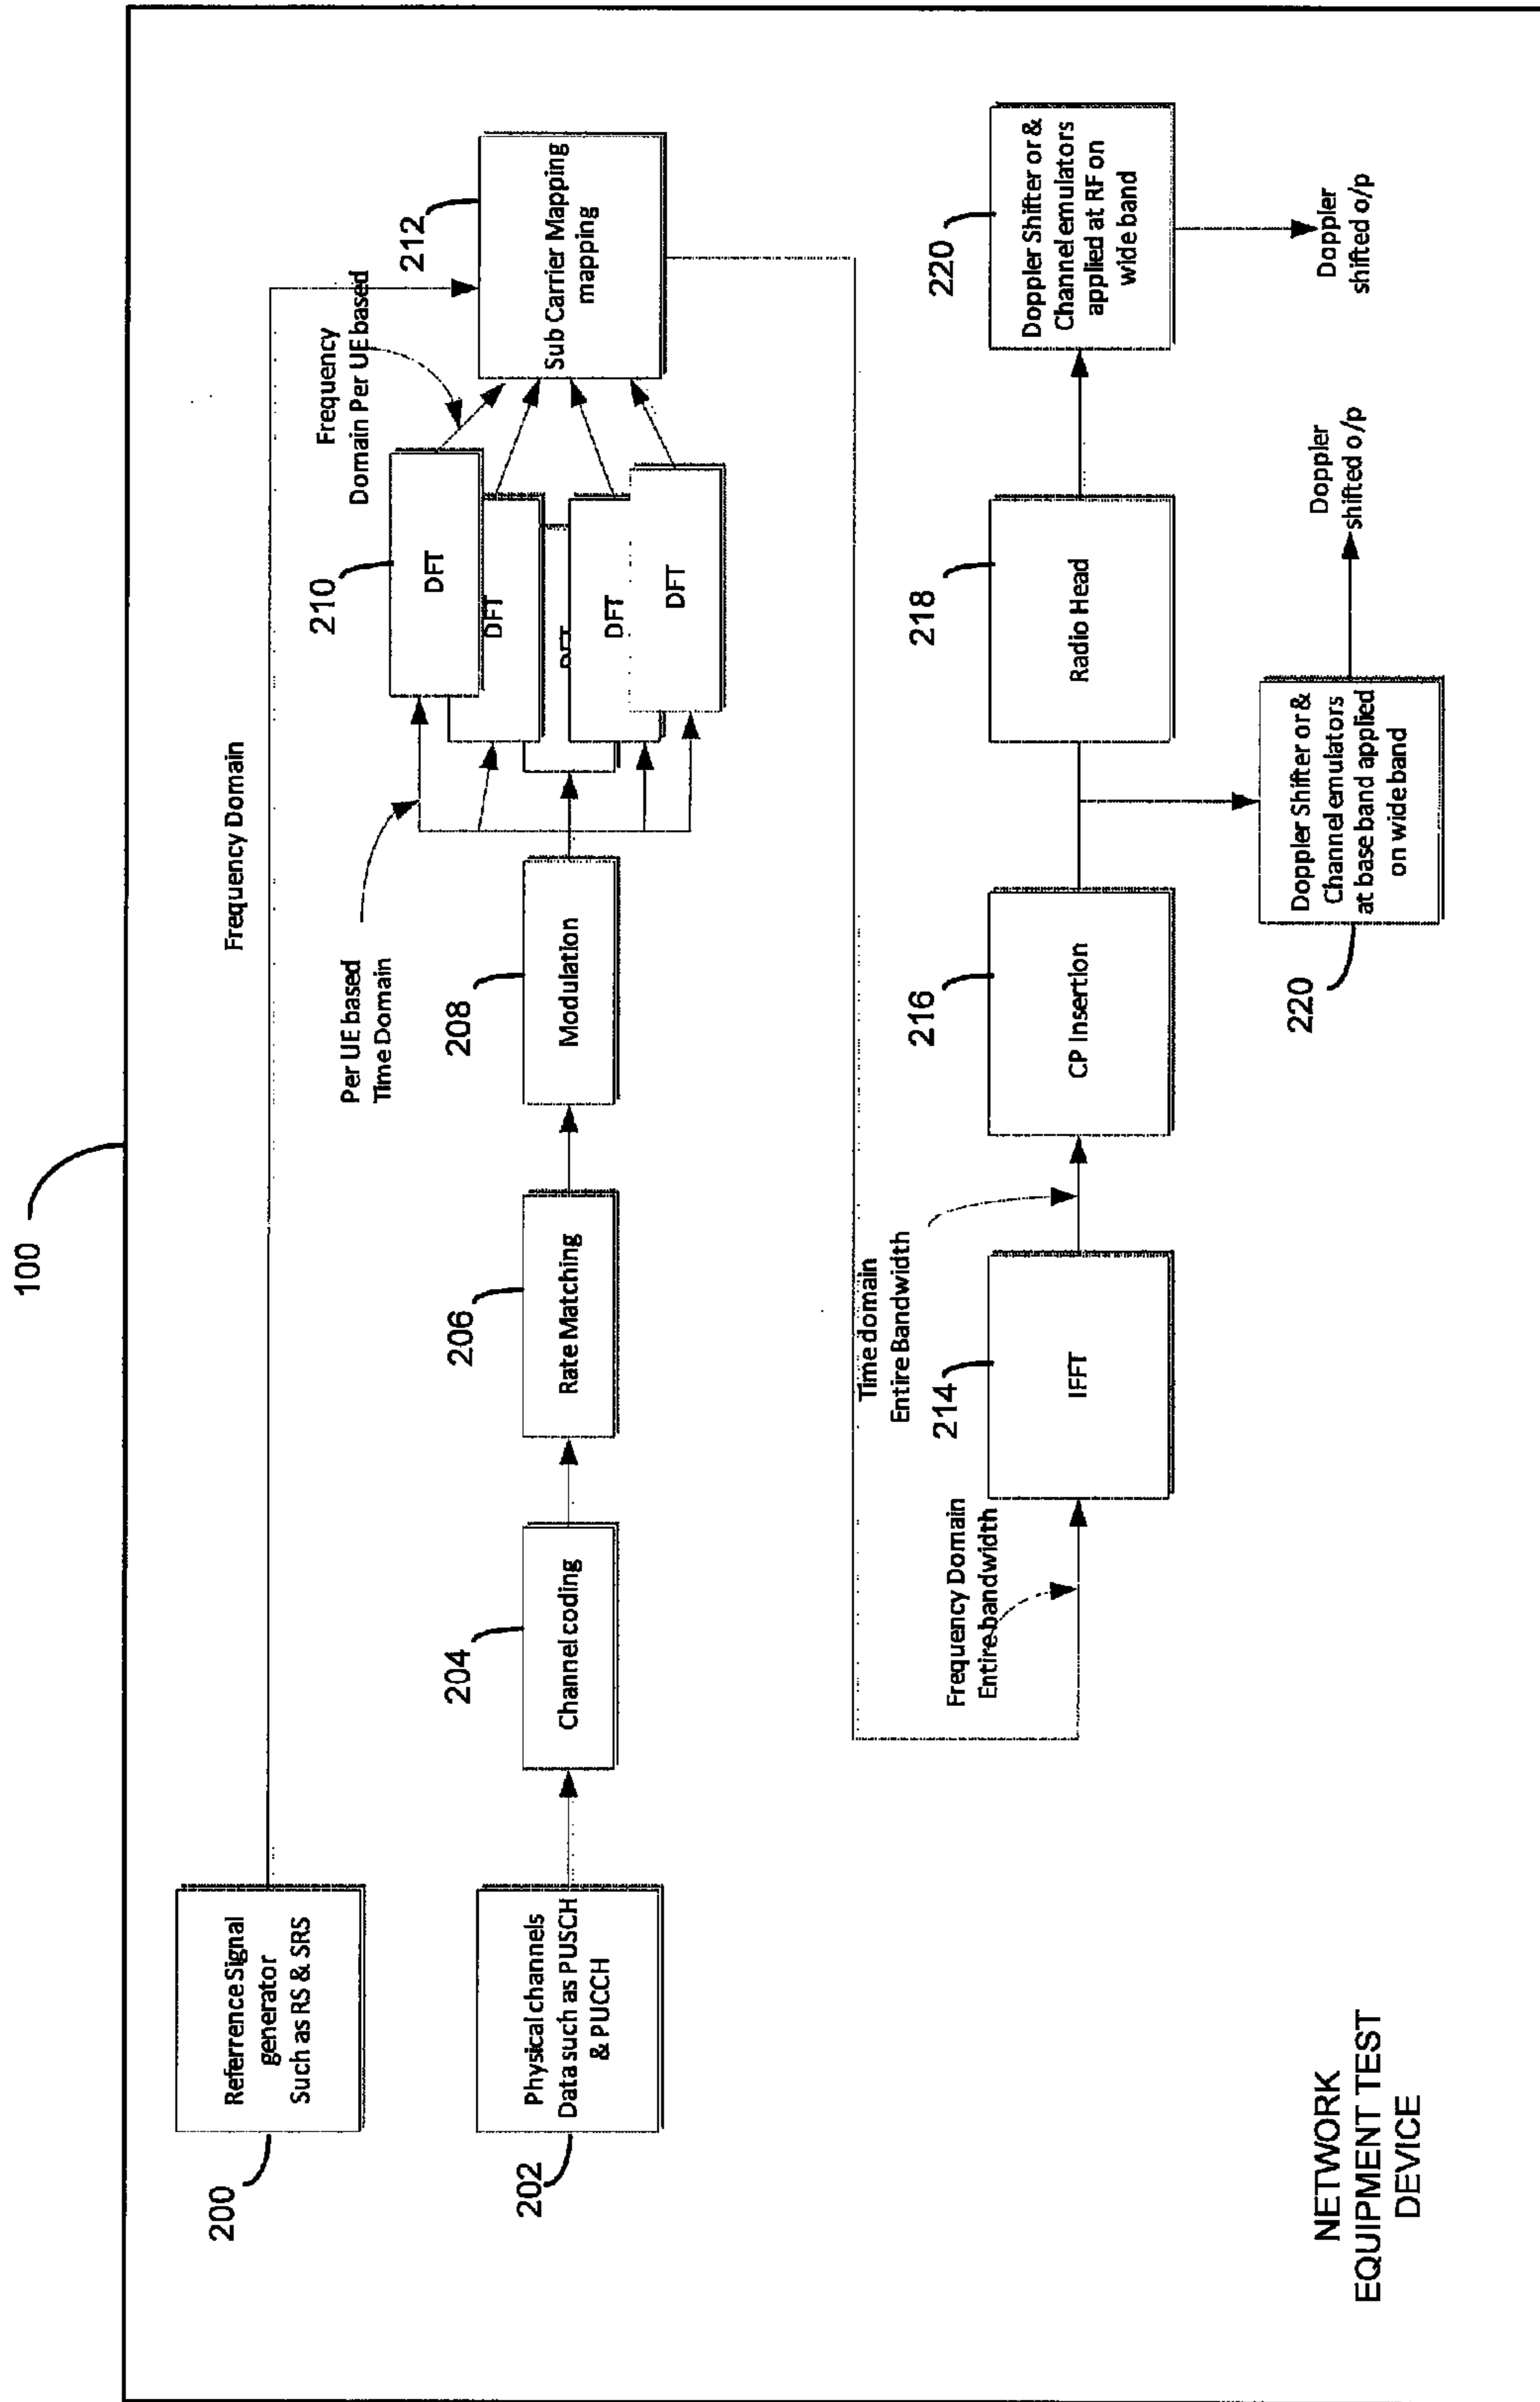 100
Referrence Signal
generator
Such as RS & SRS
200
Frequency Domain
Physical channels
Data such as PUSCH
& PUCCH
202
Channel coding
204
Rate Matching
206
Modulation
208
Per UE based
Time Domain
210
DFT
DFT
DFT
DFT
Frequency
Domain Per UE based
212
Sub Carrier Mapping
mapping
Frequency Domain
Entire bandwidth
214
IFFT
Time domain
Entire Bandwidth
216
CP Insertion
218
Radio Head
220
Doppler Shifter or &
Channel emulators
applied at RF on
wide band
Doppler
shifted o/p
220
Doppler Shifter or &
Channel emulators
at base band applied
on wide band
Doppler
shifted o/p
NETWORK
EQUIPMENT TEST
DEVICE